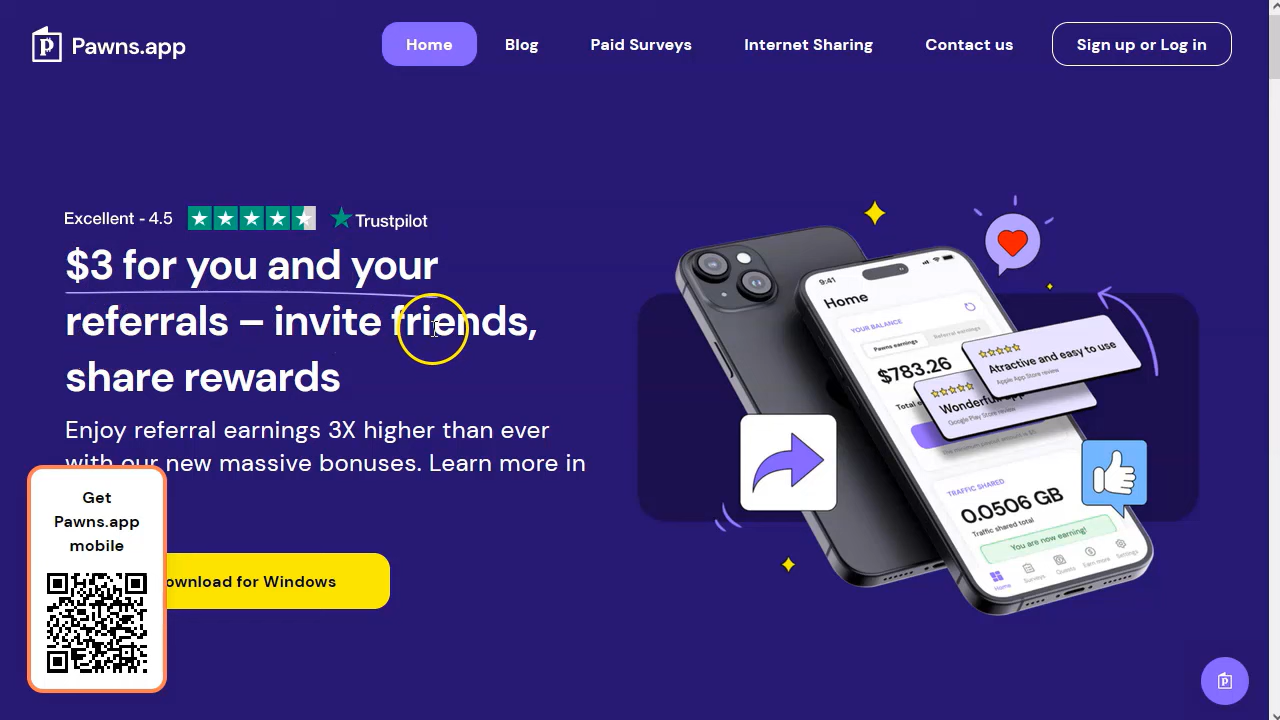 Pawns.app
Home
Blog
Paid Surveys
Internet Sharing
Contact us
Sign up or Log in
Excellent - 4.5
Trustpilot
$3 for you and your
referrals – invite friends,
share rewards
Enjoy referral earnings 3X higher than ever
with our new massive bonuses. Learn more in
Get
Pawns.app
mobile
ownload for Windows
9:41
Home
YOUR BALANCE
Pawns earnings
Referral earnings
$783.26
Total e
Atractive and easy to use
Apple App Store review
Wonderful
Google Play Store review
TRAFFIC SHARED
0.0506 GB
Traffic shared total
You are now earning!
Home
Surveys
Quests
Earn more
Settings